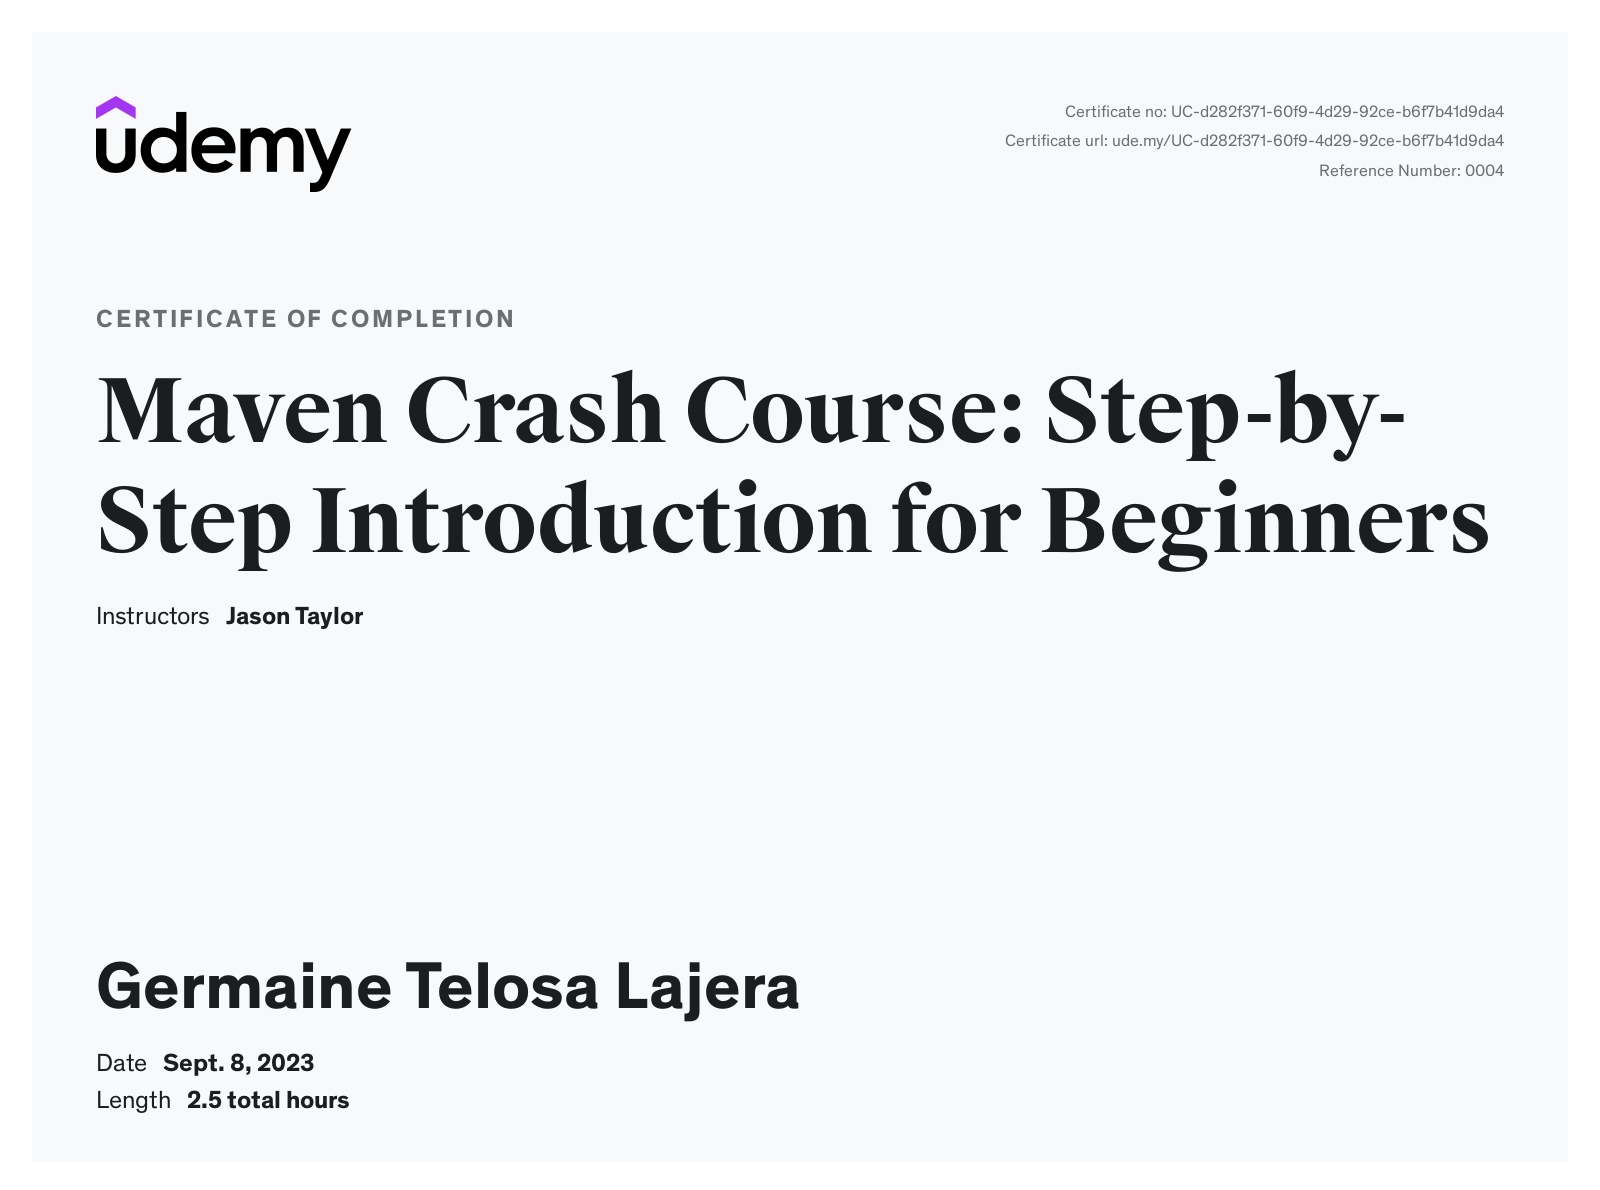 udemy
Certificate no: UC-d282f371-60f9-4d29-92ce-b6f7b41d9da4
Certificate url: ude.my/UC-d282f371-60f9-4d29-92ce-b6f7b41d9da4
Reference Number: 0004
CERTIFICATE OF COMPLETION
Maven Crash Course: Step-by-
Step Introduction for Beginners
Instructors Jason Taylor
Germaine Telosa Lajera
Date Sept. 8, 2023
Length 2.5 total hours